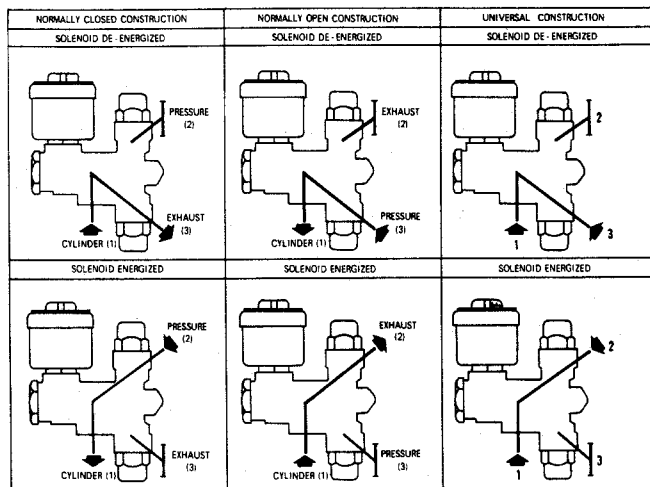 NORMALLY CLOSED CONSTRUCTION
NORMALLY OPEN CONSTRUCTION
UNIVERSAL CONSTRUCTION
SOLENOID DE-ENERGIZED
SOLENOID DE-ENERGIZED
SOLENOID DE-ENERGIZED
PRESSURE
(2)
EXHAUST
(3)
CYLINDER (1)
EXHAUST
(2)
PRESSURE
(3)
CYLINDER (1)
2
3
1
SOLENOID ENERGIZED
SOLENOID ENERGIZED
SOLENOID ENERGIZED
PRESSURE
(2)
EXHAUST
(3)
CYLINDER (1)
EXHAUST
(2)
PRESSURE
(3)
CYLINDER (1)
2
3
1